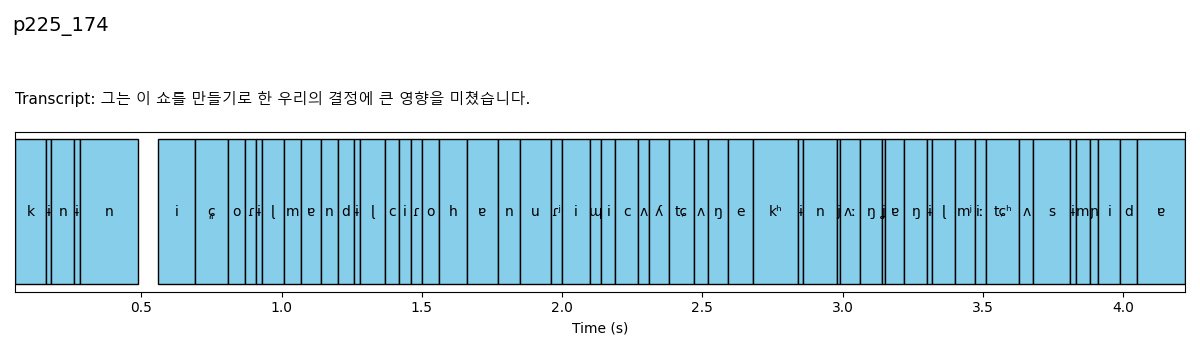 p225_174
Transcript: 그는 이 쇼를 만들기로 한 우리의 결정에 큰 영향을 미쳤습니다.
k ɨ n ɨ n i ɕ͈ o ɾ ɨ ɭ m ɐ n d ɨ ɭ c i ɾ o h ɐ n u ɾʲ i ɰ i c ʌ ʎ tɕ ʌ ŋ e kʰ ɨ n j ʌː ŋ j̊ ɐ ŋ ɨ ɭ mʲ iː tɕʰ ʌ s ɨ m ɲ i d ɐ
0.5 1.0 1.5 2.0 2.5 3.0 3.5 4.0
Time (s)